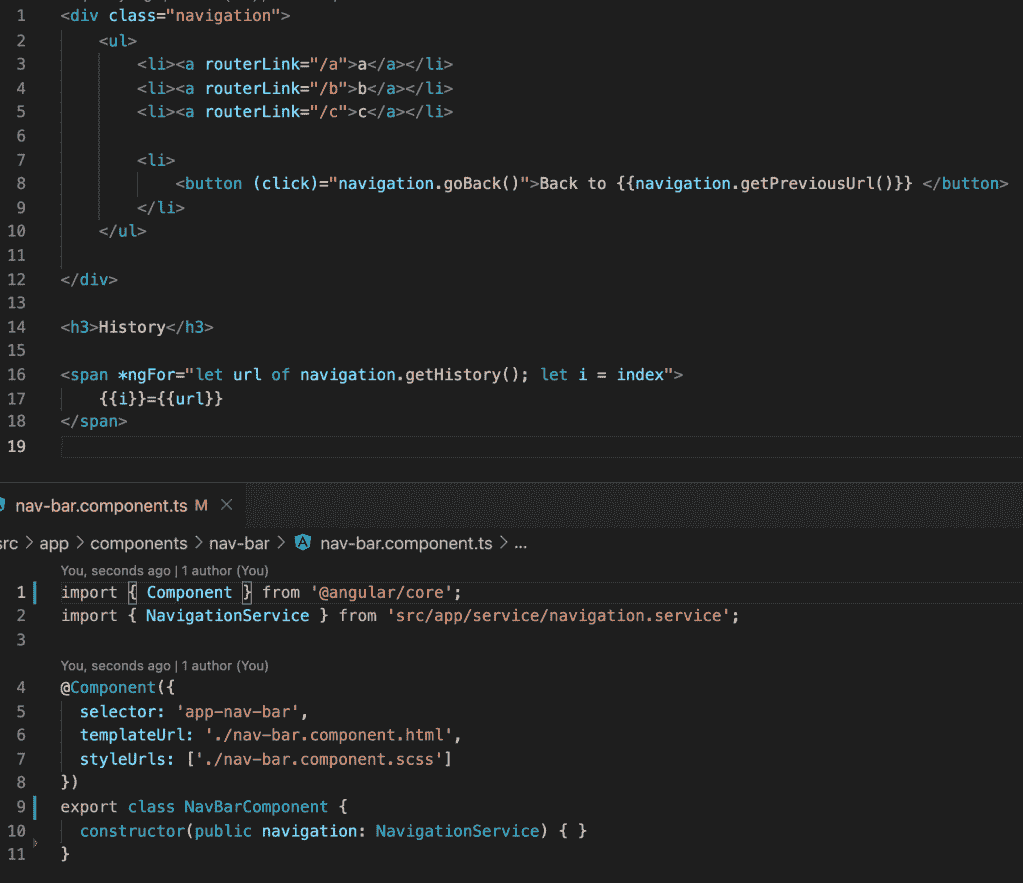 1 <div class="navigation">
2 <ul>
3 <li><a routerLink="/a">a</a></li>
4 <li><a routerLink="/b">b</a></li>
5 <li><a routerLink="/c">c</a></li>
6
7 <li>
8 <button (click)="navigation.goBack()">Back to {{navigation.getPreviousUrl()}} </button>
9 </li>
10 </ul>
11
12 </div>
13
14 <h3>History</h3>
15
16 <span *ngFor="let url of navigation.getHistory(); let i = index">
17 {{i}}={{url}}
18 </span>
19
nav-bar.component.ts M ×
src > app > components > nav-bar > nav-bar.component.ts > ...
You, seconds ago | 1 author (You)
1 import { Component } from '@angular/core';
2 import { NavigationService } from 'src/app/service/navigation.service';
3
You, seconds ago | 1 author (You)
4 @Component({
5 selector: 'app-nav-bar',
6 templateUrl: './nav-bar.component.html',
7 styleUrls: ['./nav-bar.component.scss']
8 })
9 export class NavBarComponent {
10 constructor(public navigation: NavigationService) { }
11 }